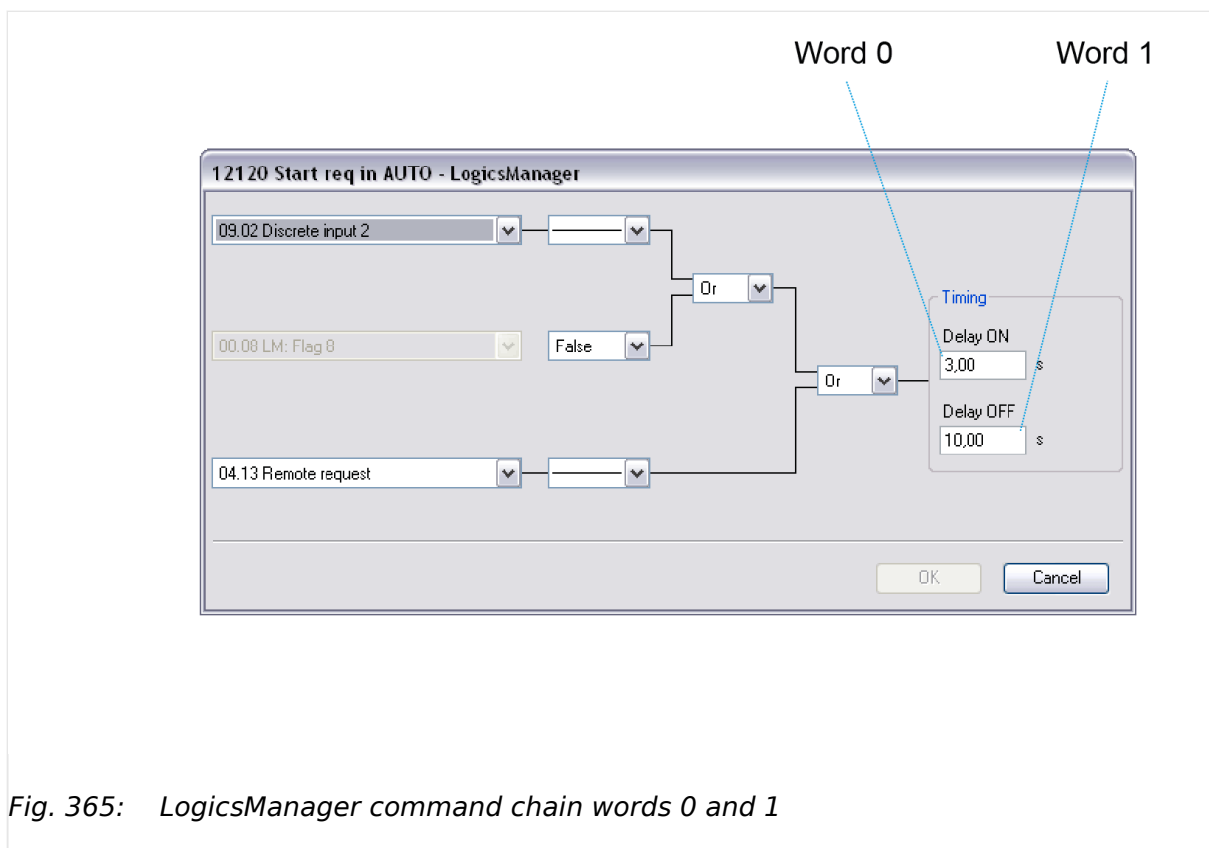 Word 0 Word 1
12120 Start req in AUTO - LogicsManager
09.02 Discrete input 2
Or
Timing
00.08 LM: Flag 8 False
Delay ON
3,00 s
Or
Delay OFF
10,00 s
04.13 Remote request
OK Cancel
Fig. 365: LogicsManager command chain words 0 and 1